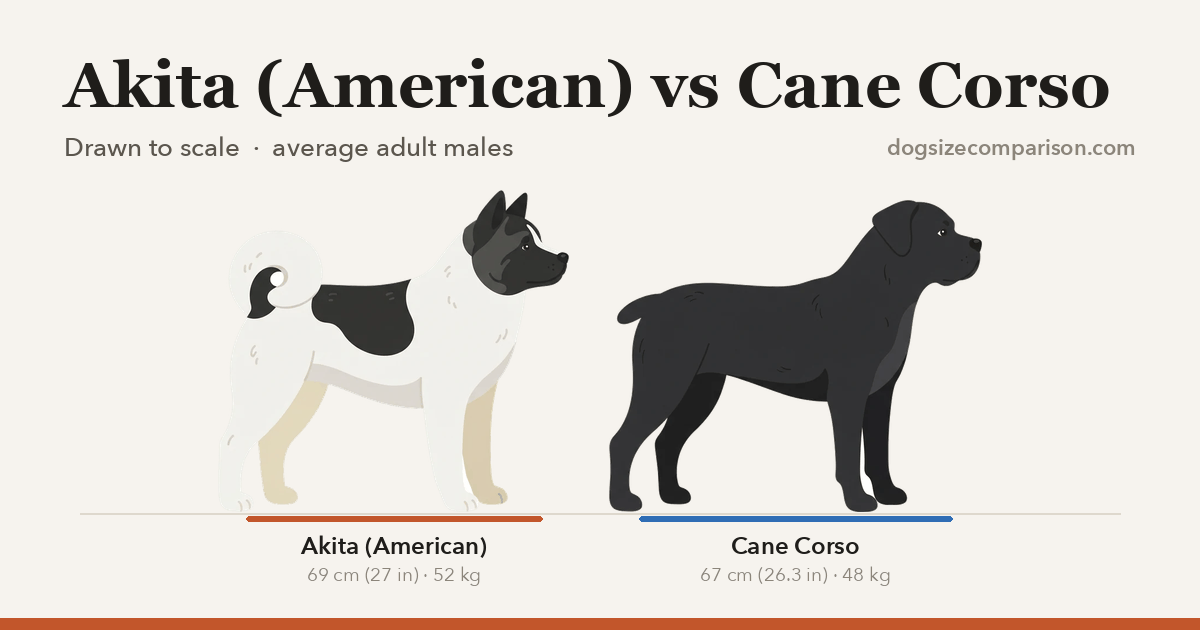 Akita (American) vs Cane Corso
Drawn to scale · average adult males
dogsizecomparison.com
Akita (American)
69 cm (27 in) · 52 kg
Cane Corso
67 cm (26.3 in) · 48 kg